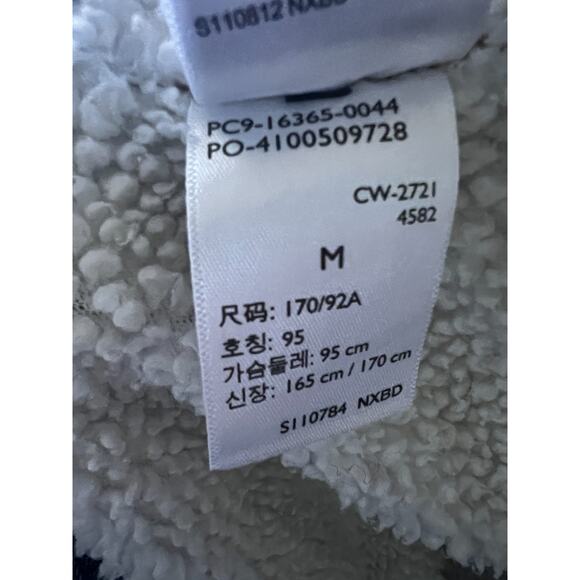 S110812 NXBD
PC9-16365-0044
PO-4100509728
CW-2721
4582
M
尺码: 170/92A
호칭: 95
가슴둘레: 95 cm
신장: 165 cm / 170 cm
S110784 NXBD